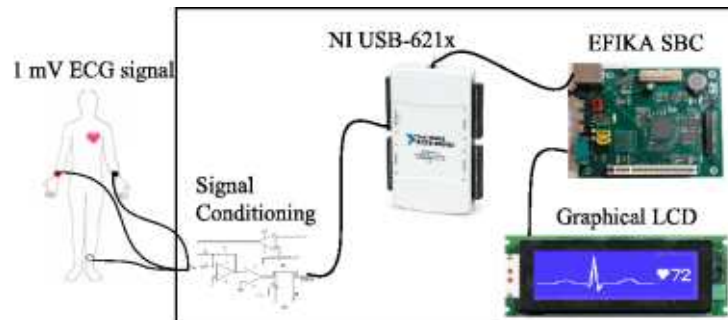 1 mV ECG signal
NI USB-621x
EFIKA SBC
Signal
Conditioning
Graphical LCD
72